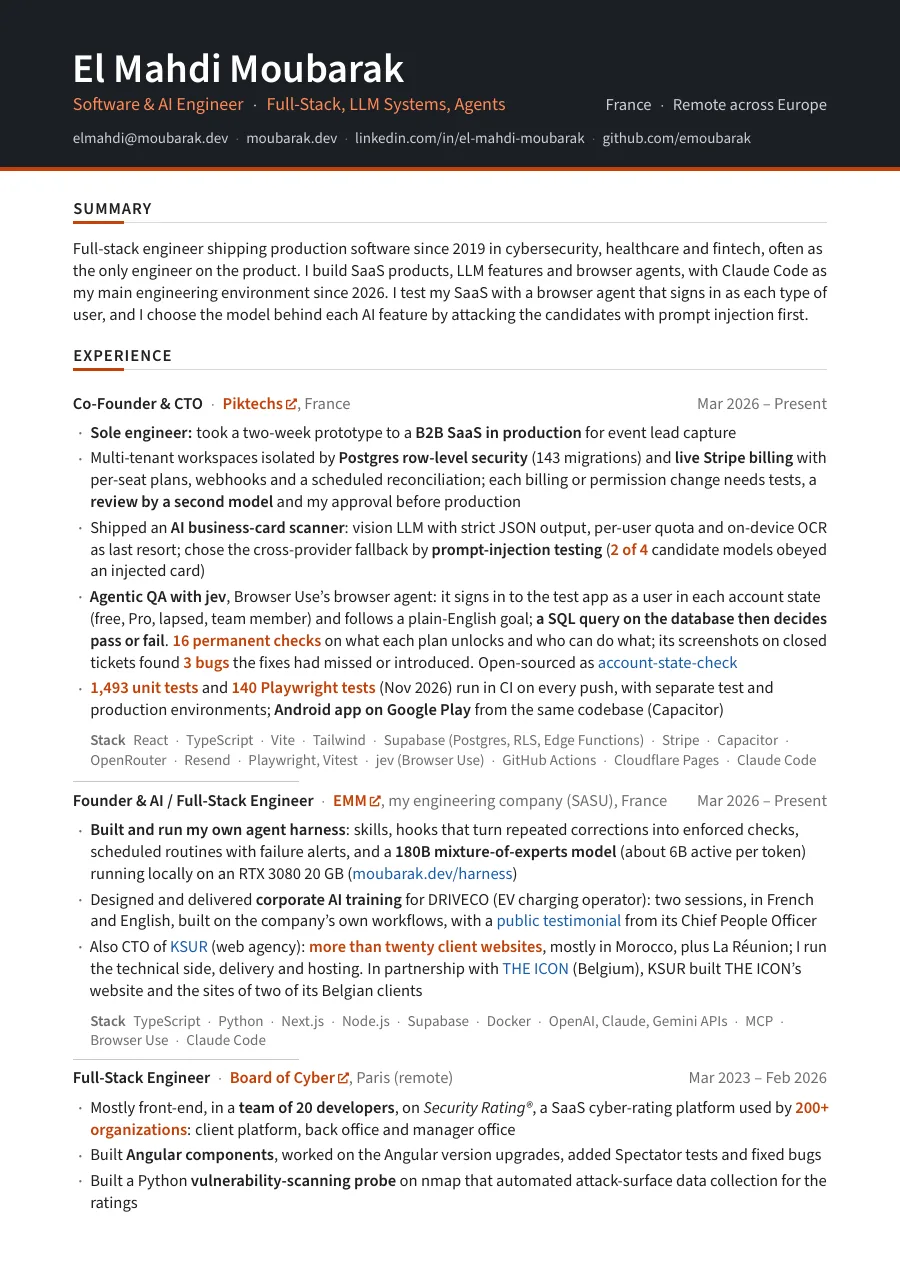 El Mahdi Moubarak
Software & AI Engineer · Full-Stack, LLM Systems, Agents
France · Remote across Europe
elmahdi@moubarak.dev · moubarak.dev · linkedin.com/in/el-mahdi-moubarak · github.com/emoubarak
SUMMARY
Full-stack engineer shipping production software since 2019 in cybersecurity, healthcare and fintech, often as
the only engineer on the product. I build SaaS products, LLM features and browser agents, with Claude Code as
my main engineering environment since 2026. I test my SaaS with a browser agent that signs in as each type of
user, and I choose the model behind each AI feature by attacking the candidates with prompt injection first.
EXPERIENCE
Co-Founder & CTO · Piktechs, France
Mar 2026 – Present
· Sole engineer: took a two-week prototype to a B2B SaaS in production for event lead capture
· Multi-tenant workspaces isolated by Postgres row-level security (143 migrations) and live Stripe billing with
per-seat plans, webhooks and a scheduled reconciliation; each billing or permission change needs tests, a
review by a second model and my approval before production
· Shipped an AI business-card scanner: vision LLM with strict JSON output, per-user quota and on-device OCR
as last resort; chose the cross-provider fallback by prompt-injection testing (2 of 4 candidate models obeyed
an injected card)
· Agentic QA with jev, Browser Use’s browser agent: it signs in to the test app as a user in each account state
(free, Pro, lapsed, team member) and follows a plain-English goal; a SQL query on the database then decides
pass or fail. 16 permanent checks on what each plan unlocks and who can do what; its screenshots on closed
tickets found 3 bugs the fixes had missed or introduced. Open-sourced as account-state-check
· 1,493 unit tests and 140 Playwright tests (Nov 2026) run in CI on every push, with separate test and
production environments; Android app on Google Play from the same codebase (Capacitor)
Stack React · TypeScript · Vite · Tailwind · Supabase (Postgres, RLS, Edge Functions) · Stripe · Capacitor ·
OpenRouter · Resend · Playwright, Vitest · jev (Browser Use) · GitHub Actions · Cloudflare Pages · Claude Code
Founder & AI / Full-Stack Engineer · EMM, my engineering company (SASU), France
Mar 2026 – Present
· Built and run my own agent harness: skills, hooks that turn repeated corrections into enforced checks,
scheduled routines with failure alerts, and a 180B mixture-of-experts model (about 6B active per token)
running locally on an RTX 3080 20 GB (moubarak.dev/harness)
· Designed and delivered corporate AI training for DRIVECO (EV charging operator): two sessions, in French
and English, built on the company’s own workflows, with a public testimonial from its Chief People Officer
· Also CTO of KSUR (web agency): more than twenty client websites, mostly in Morocco, plus La Réunion; I run
the technical side, delivery and hosting. In partnership with THE ICON (Belgium), KSUR built THE ICON’s
website and the sites of two of its Belgian clients
Stack TypeScript · Python · Next.js · Node.js · Supabase · Docker · OpenAI, Claude, Gemini APIs · MCP ·
Browser Use · Claude Code
Full-Stack Engineer · Board of Cyber, Paris (remote)
Mar 2023 – Feb 2026
· Mostly front-end, in a team of 20 developers, on Security Rating®, a SaaS cyber-rating platform used by 200+
organizations: client platform, back office and manager office
· Built Angular components, worked on the Angular version upgrades, added Spectator tests and fixed bugs
· Built a Python vulnerability-scanning probe on nmap that automated attack-surface data collection for the
ratings